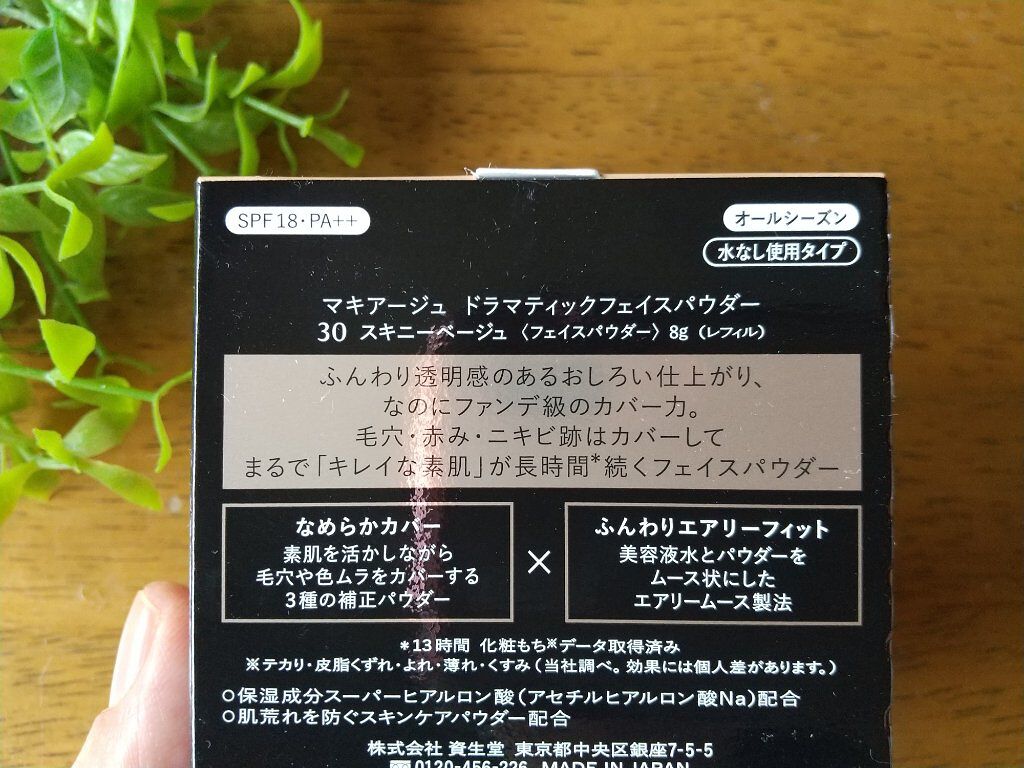 SPF18・PA++
オールシーズン
水なし使用タイプ
マキアージュ ドラマティックフェイスパウダー
30 スキニーベージュ〈フェイスパウダー〉8g（レフィル）
ふんわり透明感のあるおしろい仕上がり、
なのにファンデ級のカバー力。
毛穴・赤み・ニキビ跡はカバーして
まるで「キレイな素肌」が長時間*続くフェイスパウダー
なめらかカバー
素肌を活かしながら
毛穴や色ムラをカバーする
3種の補正パウダー
×
ふんわりエアリーフィット
美容液水とパウダーを
ムース状にした
エアリームース製法
*13時間 化粧もち※データ取得済み
※テカリ・皮脂くずれ・よれ・薄れ・くすみ（当社調べ。効果には個人差があります。）
○保湿成分スーパーヒアルロン酸（アセチルヒアルロン酸Na）配合
○肌荒れを防ぐスキンケアパウダー配合
株式会社 資生堂 東京都中央区銀座7-5-5
0120-456-226 MADE IN JAPAN